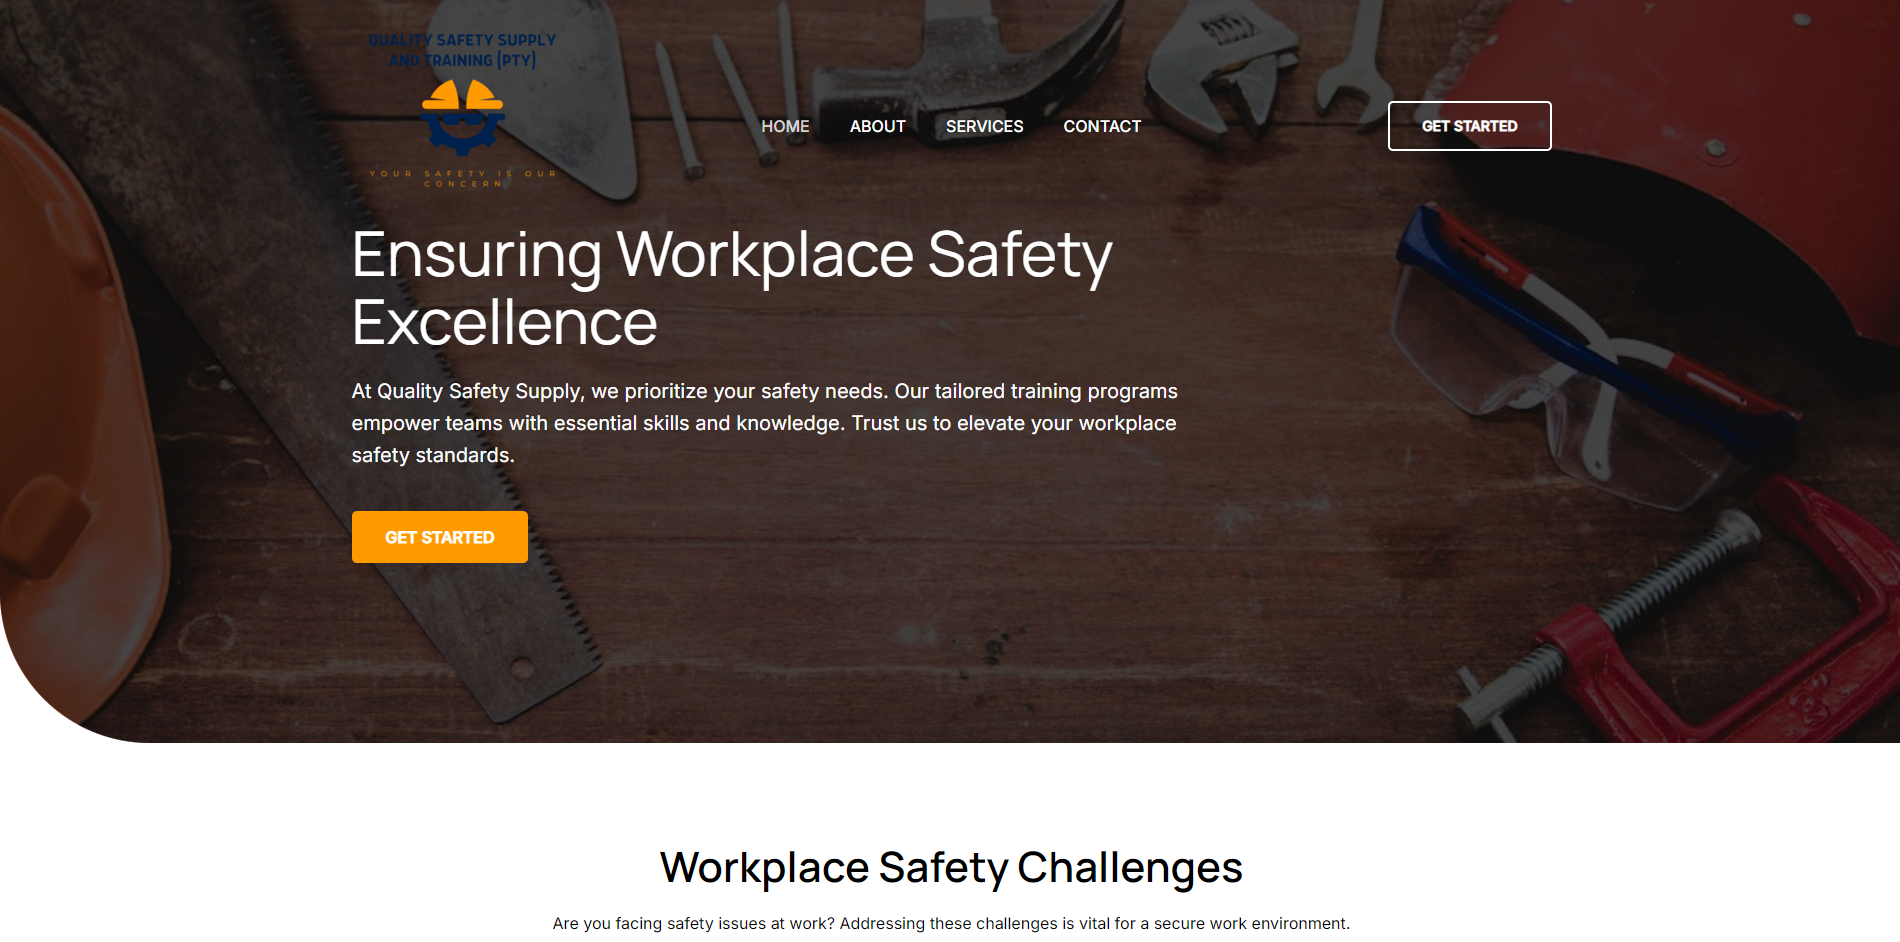 QUALITY SAFETY SUPPLY
AND TRAINING (PTY)
YOUR SAFETY IS OUR
CONCERN
HOME
ABOUT
SERVICES
CONTACT
GET STARTED
Ensuring Workplace Safety
Excellence
At Quality Safety Supply, we prioritize your safety needs. Our tailored training programs
empower teams with essential skills and knowledge. Trust us to elevate your workplace
safety standards.
GET STARTED
Workplace Safety Challenges
Are you facing safety issues at work? Addressing these challenges is vital for a secure work environment.